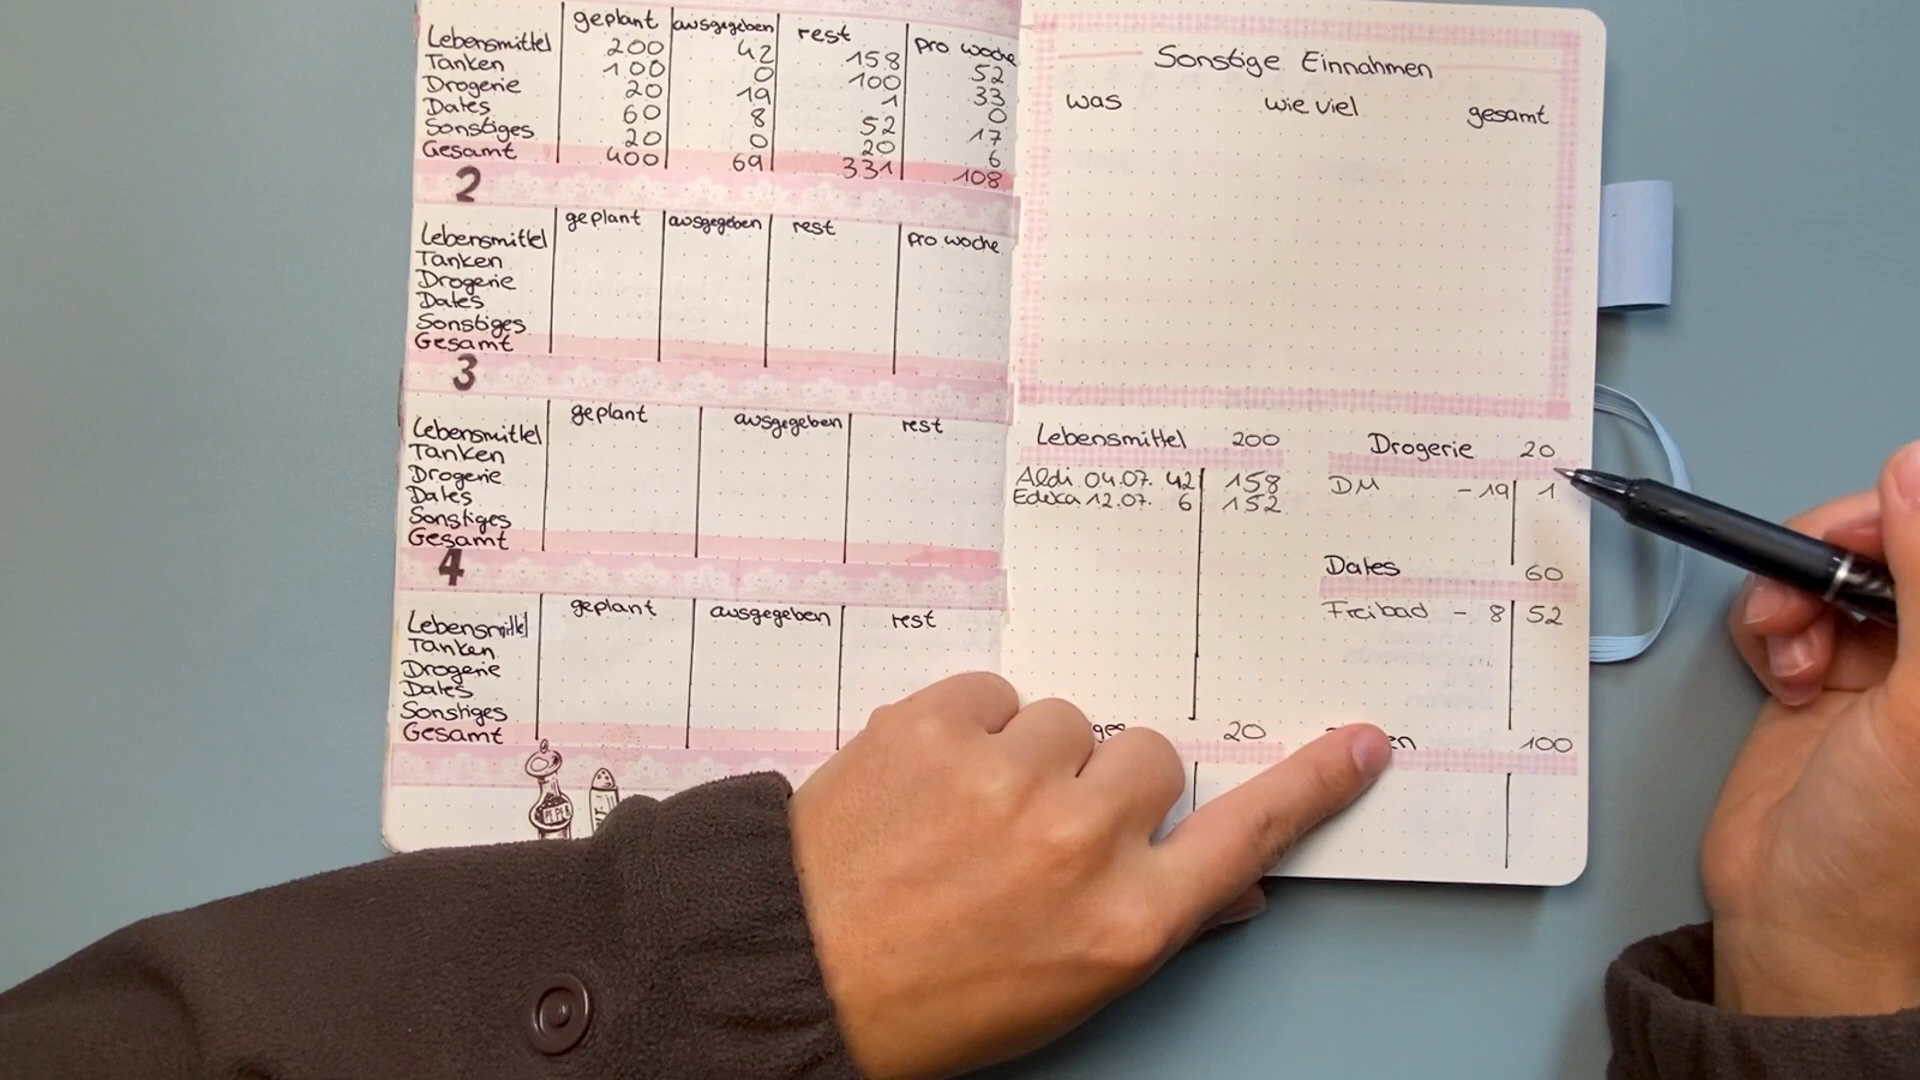 geplant ausgegeben rest pro woche
Lebensmittel 200 42 158 52
Tanken 100 0 100 33
Drogerie 20 19 1 0
Dates 60 8 52 17
Sonstiges 20 0 20 6
Gesamt 400 69 331 108
2
geplant ausgegeben rest pro woche
Lebensmittel
Tanken
Drogerie
Dates
Sonstiges
Gesamt
3
geplant ausgegeben rest
Lebensmittel
Tanken
Drogerie
Dates
Sonstiges
Gesamt
4
geplant ausgegeben rest
Lebensmittel
Tanken
Drogerie
Dates
Sonstiges
Gesamt
Sonstige Einnahmen
was wie viel gesamt
Lebensmittel 200
Aldi 04.07. 42 158
Edeka 12.07. 6 152
Drogerie 20
DM - 19 1
Dates 60
Freibad - 8 52
20
100